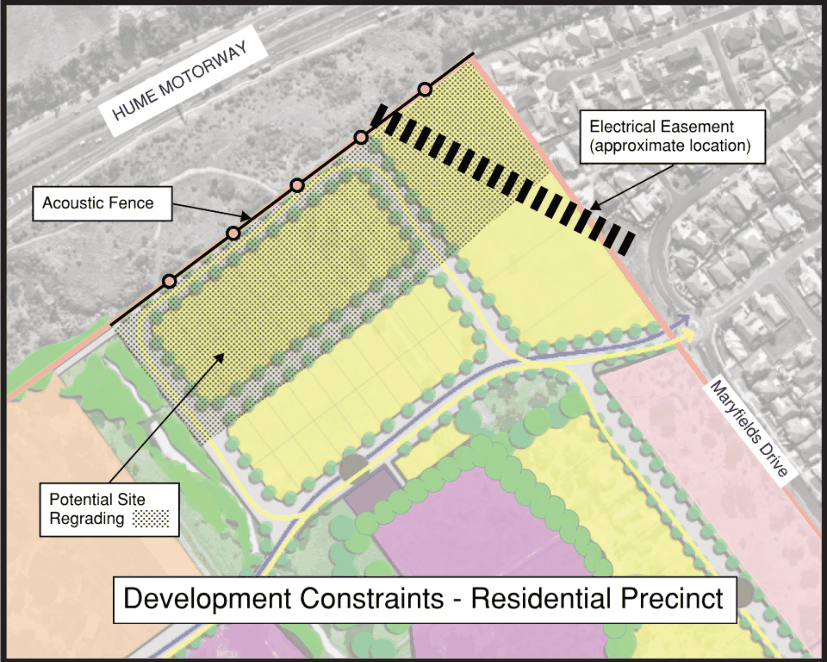 HUME MOTORWAY
Electrical Easement
(approximate location)
Acoustic Fence
Maryfields Drive
Potential Site
Regrading
Development Constraints - Residential Precinct